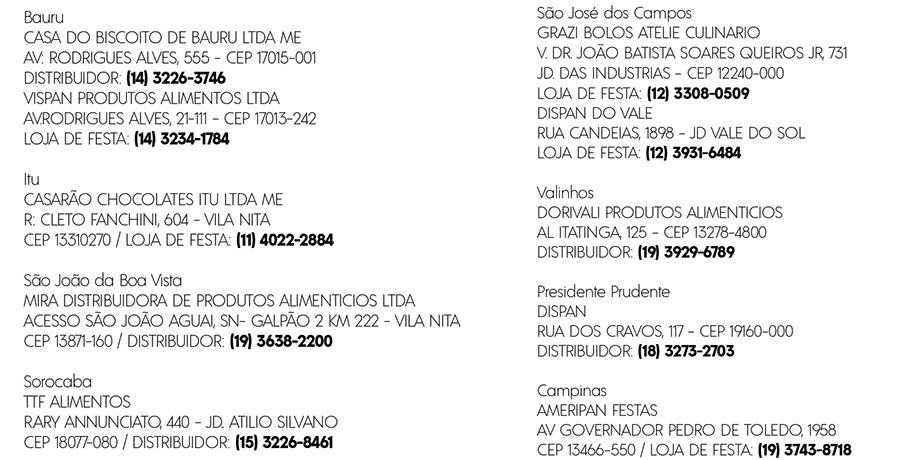 Bauru
CASA DO BISCOITO DE BAURU LTDA ME
AV: RODRIGUES ALVES, 555 - CEP 17015-001
DISTRIBUIDOR: (14) 3226-3746
VISPAN PRODUTOS ALIMENTOS LTDA
AV.RODRIGUES ALVES, 21-111 - CEP 17013-242
LOJA DE FESTA: (14) 3234-1784
Itu
CASARÃO CHOCOLATES ITU LTDA ME
R: CLETO FANCHINI, 604 - VILA NITA
CEP 13310270 / LOJA DE FESTA: (11) 4022-2884
São João da Boa Vista
MIRA DISTRIBUIDORA DE PRODUTOS ALIMENTICIOS LTDA
ACESSO SÃO JOÃO AGUAI, SN- GALPÃO 2 KM 222 - VILA NITA
CEP 13871-160 / DISTRIBUIDOR: (19) 3638-2200
Sorocaba
TTF ALIMENTOS
RARY ANNUNCIATO, 440 - JD. ATILIO SILVANO
CEP 18077-080 / DISTRIBUIDOR: (15) 3226-8461
São José dos Campos
GRAZI BOLOS ATELIE CULINARIO
V. DR. JOÃO BATISTA SOARES QUEIROS JR, 731
JD. DAS INDUSTRIAS - CEP 12240-000
LOJA DE FESTA: (12) 3308-0509
DISPAN DO VALE
RUA CANDEIAS, 1898 - JD VALE DO SOL
LOJA DE FESTA: (12) 3931-6484
Valinhos
DORIVALI PRODUTOS ALIMENTICIOS
AL ITATINGA, 125 - CEP 13278-4800
DISTRIBUIDOR: (19) 3929-6789
Presidente Prudente
DISPAN
RUA DOS CRAVOS, 117 - CEP 19160-000
DISTRIBUIDOR: (18) 3273-2703
Campinas
AMERIPAN FESTAS
AV GOVERNADOR PEDRO DE TOLEDO, 1958
CEP 13466-550 / LOJA DE FESTA: (19) 3743-8718